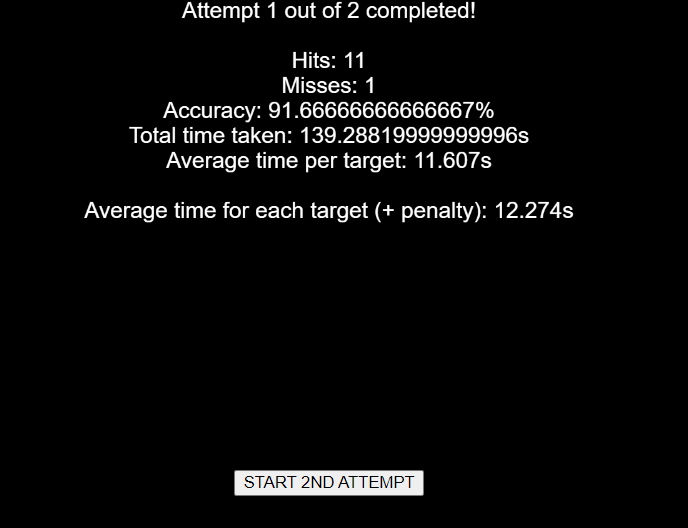 Attempt 1 out of 2 completed!
Hits: 11
Misses: 1
Accuracy: 91.66666666666667%
Total time taken: 139.28819999999996s
Average time per target: 11.607s
Average time for each target (+ penalty): 12.274s
START 2ND ATTEMPT